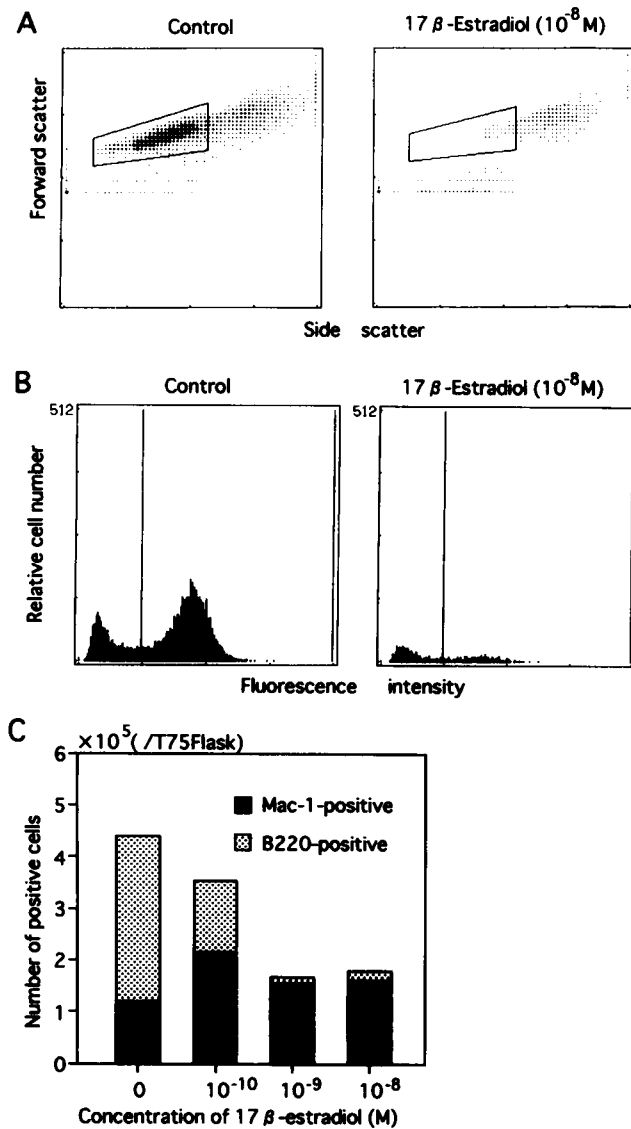 A
Control
17 β-Estradiol (10⁻⁸M)
Forward scatter
Side scatter
B
Control
17 β-Estradiol (10⁻⁸M)
512
512
Relative cell number
Fluorescence intensity
C
×10⁵( /T75Flask)
6
5
4
3
2
1
0
Number of positive cells
Mac-1-positive
B220-positive
0 10⁻¹⁰ 10⁻⁹ 10⁻⁸
Concentration of 17 β-estradiol (M)